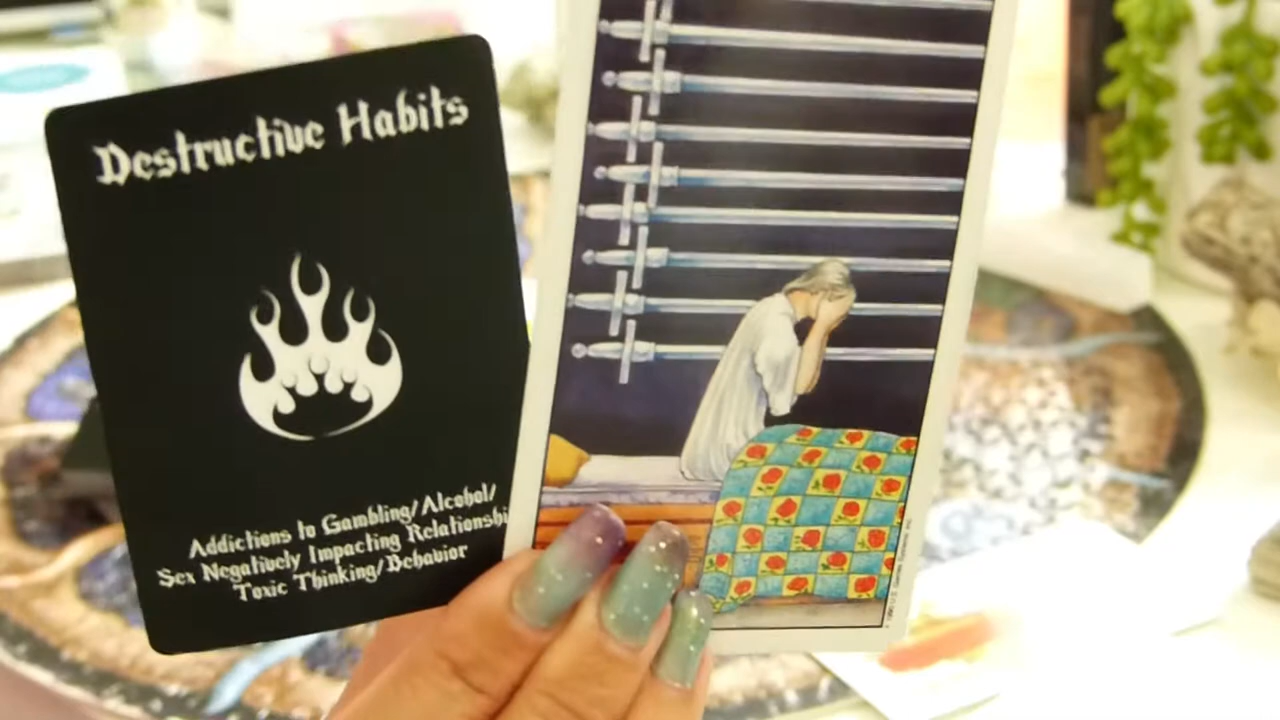 Destructive Habits
Addictions to Gambling/Alcohol/
Sex Negatively Impacting Relationshi
Toxic Thinking/Behavior